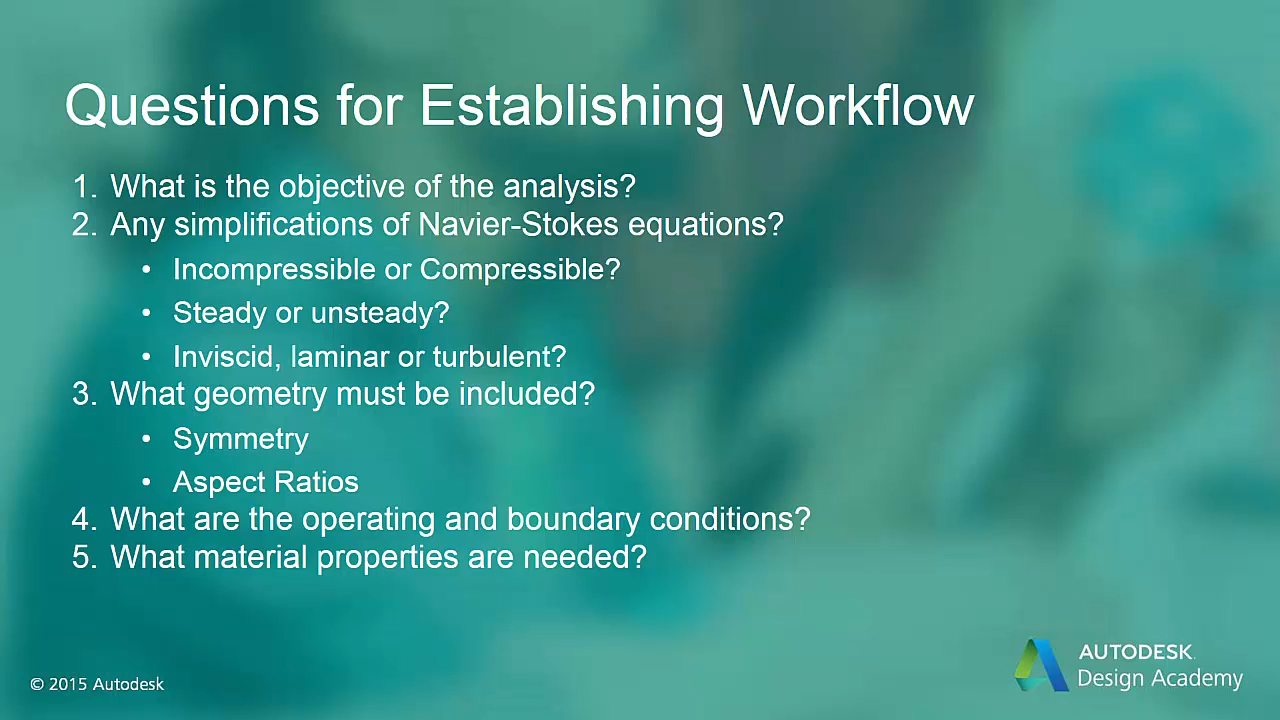 Questions for Establishing Workflow
1. What is the objective of the analysis?
2. Any simplifications of Navier-Stokes equations?
• Incompressible or Compressible?
• Steady or unsteady?
• Inviscid, laminar or turbulent?
3. What geometry must be included?
• Symmetry
• Aspect Ratios
4. What are the operating and boundary conditions?
5. What material properties are needed?
© 2015 Autodesk
AUTODESK.
Design Academy